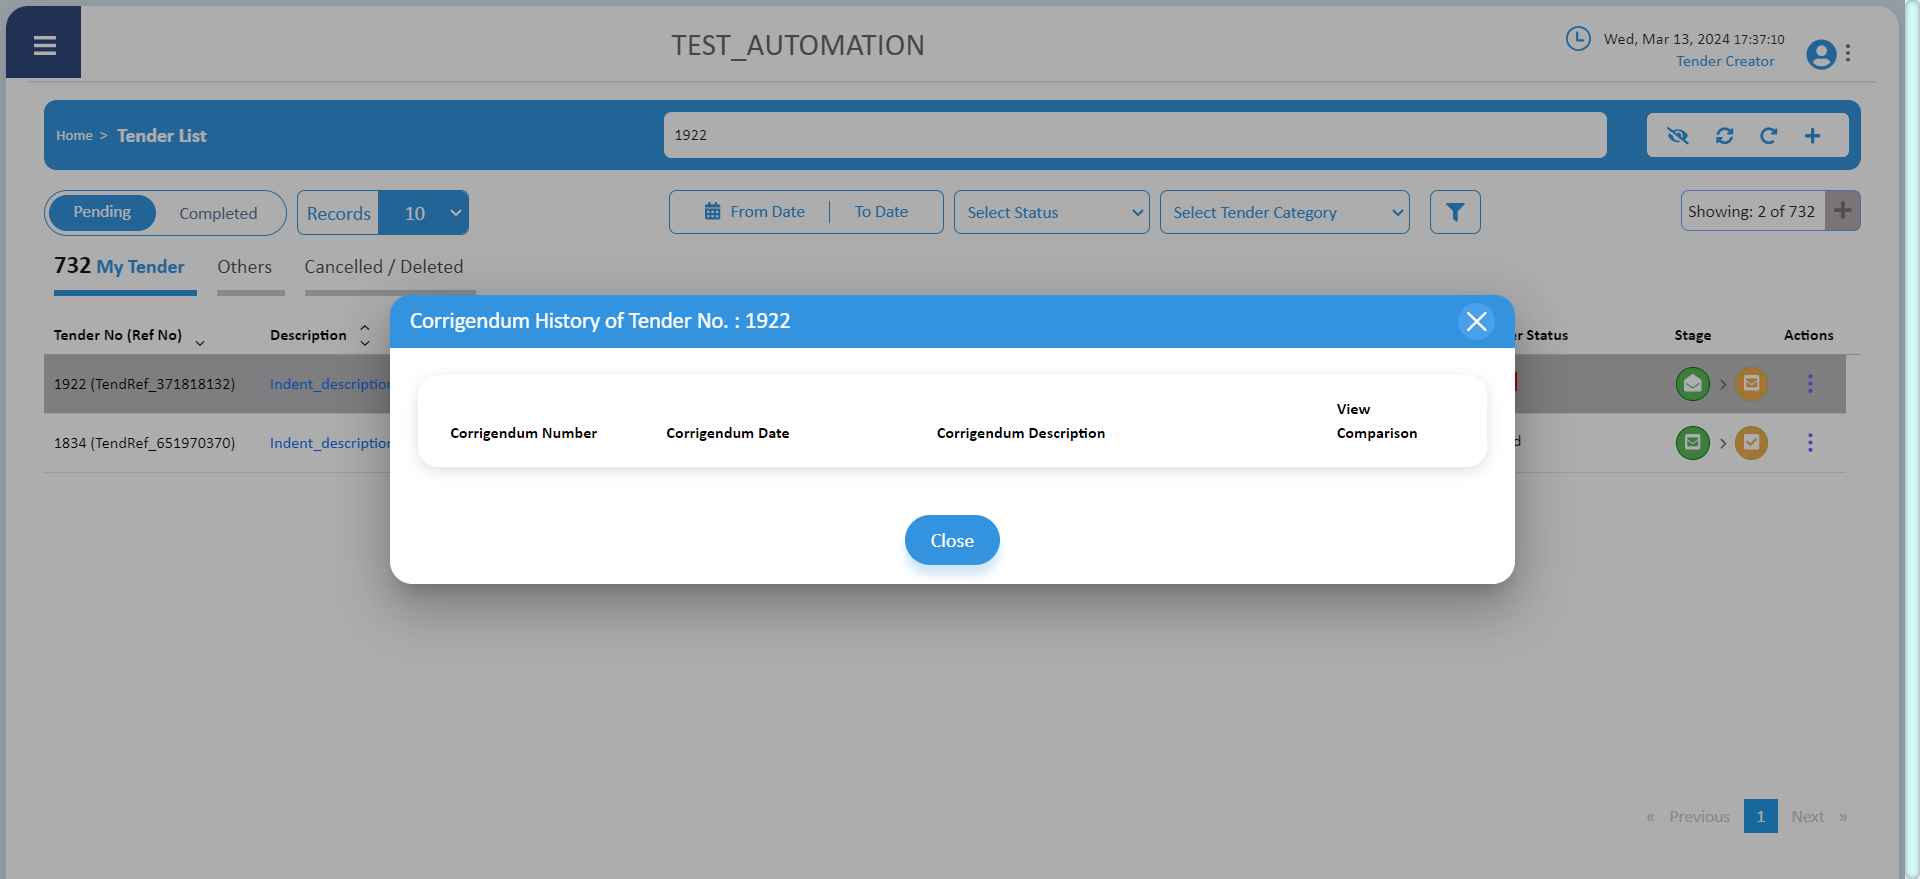 TEST_AUTOMATION
Wed, Mar 13, 2024 17:37:10
Tender Creator
Home > Tender List
1922
Pending
Completed
Records
10
From Date
To Date
Select Status
Select Tender Category
Showing: 2 of 732
732 My Tender
Others
Cancelled / Deleted
Corrigendum History of Tender No. : 1922
Tender No (Ref No)
Description
r Status
Stage
Actions
1922 (TendRef_371818132)
Indent_description
Corrigendum Number
Corrigendum Date
Corrigendum Description
View
Comparison
1834 (TendRef_651970370)
Indent_description
d
Close
« Previous
1
Next »